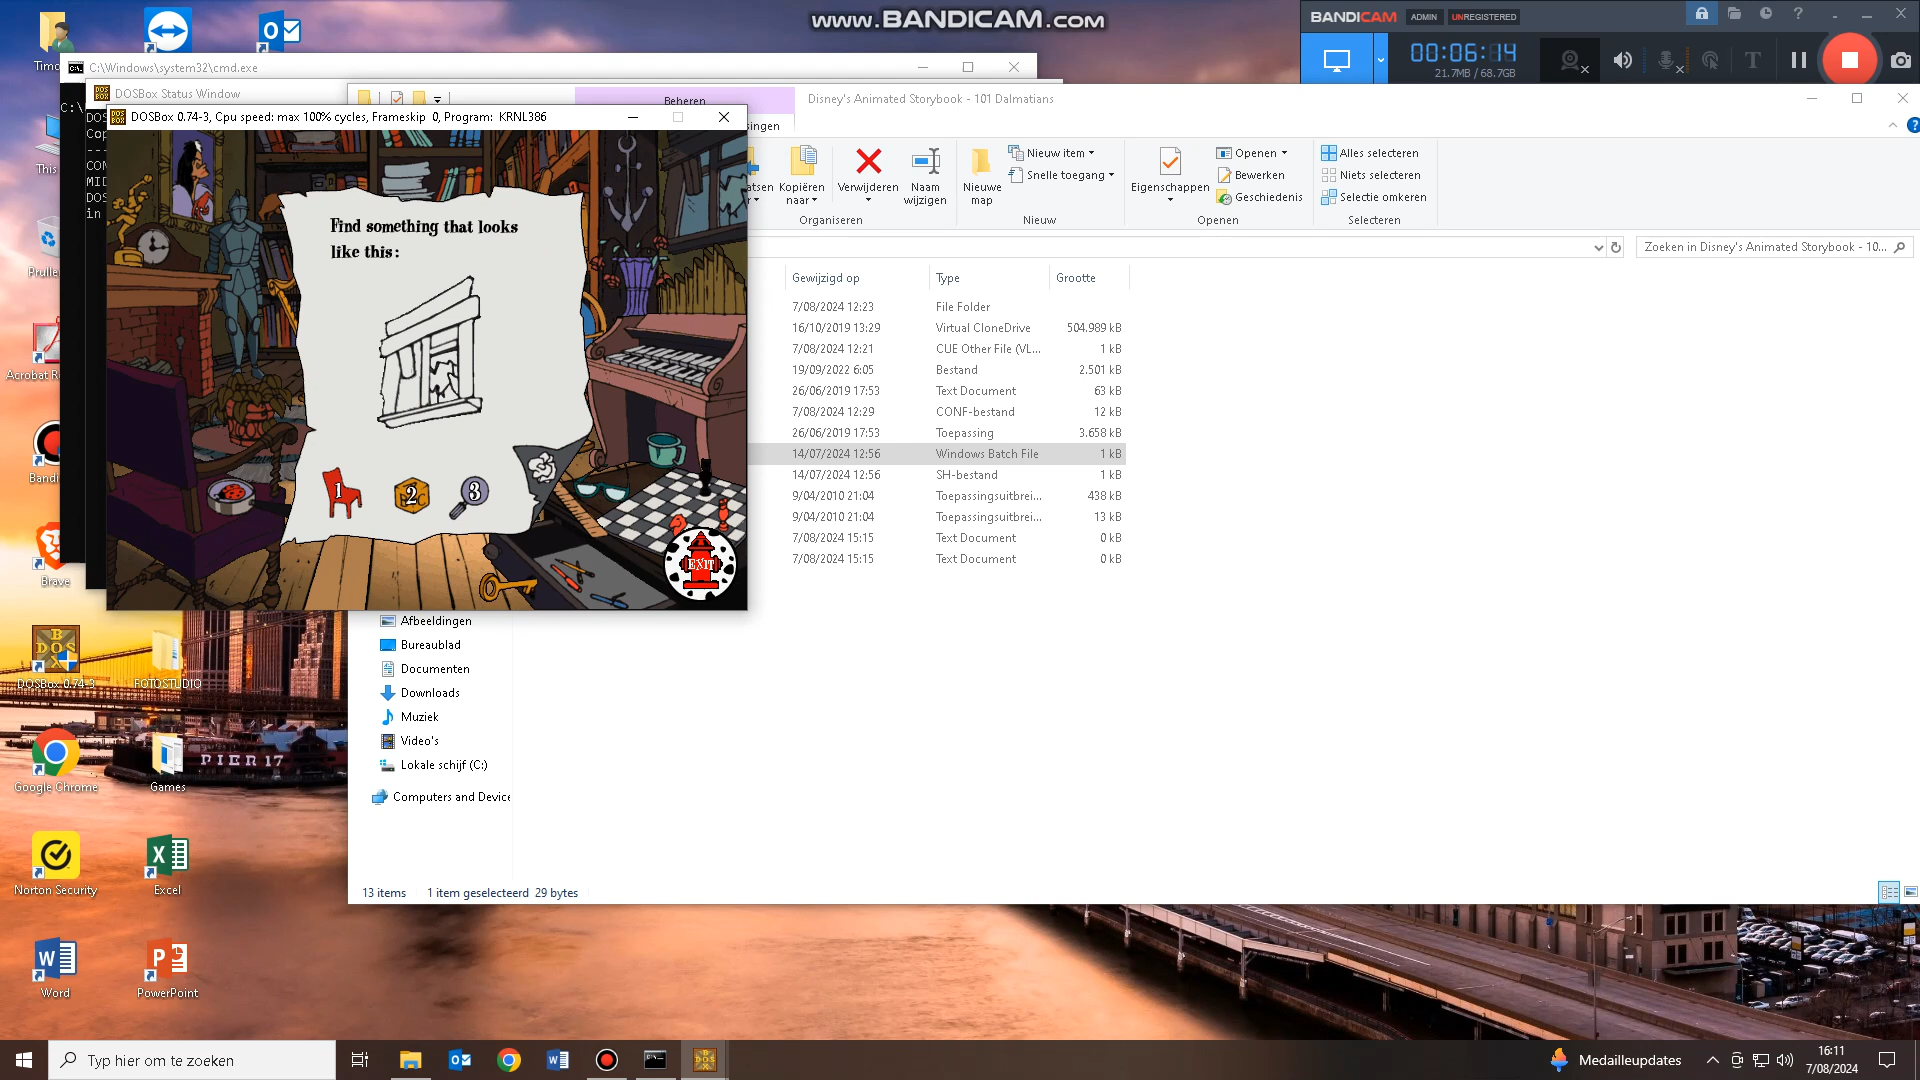 www.BANDICAM.com
BANDICAM
ADMIN
UNREGISTERED
00:06:14
21.7MB / 68.7GB
Timo
C:\Windows\system32\cmd.exe
C:\
DOSBox Status Window
DOSBox 0.74-3, Cpu speed: max 100% cycles, Frameskip 0, Program: KRNL386
Beheren
Disney's Animated Storybook - 101 Dalmatians
Find something that looks
like this:
1
2
3
EXIT
Kopiëren
naar
Verwijderen
Naam
wijzigen
Organiseren
Nieuwe
map
Nieuw item
Snelle toegang
Nieuw
Eigenschappen
Openen
Bewerken
Geschiedenis
Openen
Alles selecteren
Niets selecteren
Selectie omkeren
Selecteren
Zoeken in Disney's Animated Storybook - 10...
Gewijzigd op Type Grootte
7/08/2024 12:23 File Folder
16/10/2019 13:29 Virtual CloneDrive 504.989 kB
7/08/2024 12:21 CUE Other File (VL... 1 kB
19/09/2022 6:05 Bestand 2.501 kB
26/06/2019 17:53 Text Document 63 kB
7/08/2024 12:29 CONF-bestand 12 kB
26/06/2019 17:53 Toepassing 3.658 kB
14/07/2024 12:56 Windows Batch File 1 kB
14/07/2024 12:56 SH-bestand 1 kB
9/04/2010 21:04 Toepassingsuitbrei... 438 kB
9/04/2010 21:04 Toepassingsuitbrei... 13 kB
7/08/2024 15:15 Text Document 0 kB
7/08/2024 15:15 Text Document 0 kB
Afbeeldingen
Bureaublad
Documenten
Downloads
Muziek
Video's
Lokale schijf (C:)
Computers and Device
13 items 1 item geselecteerd 29 bytes
This
Prulle
Acrobat R
Bandi
Brave
DOSBox 0.74-3
FOTOSTUDIO
Google Chrome
Games
PIER 17
Norton Security
Excel
Word
PowerPoint
Typ hier om te zoeken
Medailleupdates
16:11
7/08/2024